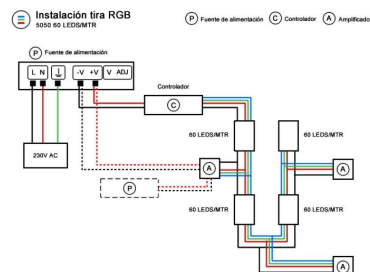 Instalación tira RGB
5050 60 LEDS/MTR
P Fuente de alimentación
C Controlador
A Amplificado
P Fuente de alimentación
L N -V +V V ADJ
Controlador
C
230V AC
60 LEDS/MTR
60 LEDS/MTR
A
A
P
60 LEDS/MTR
60 LEDS/MTR
A